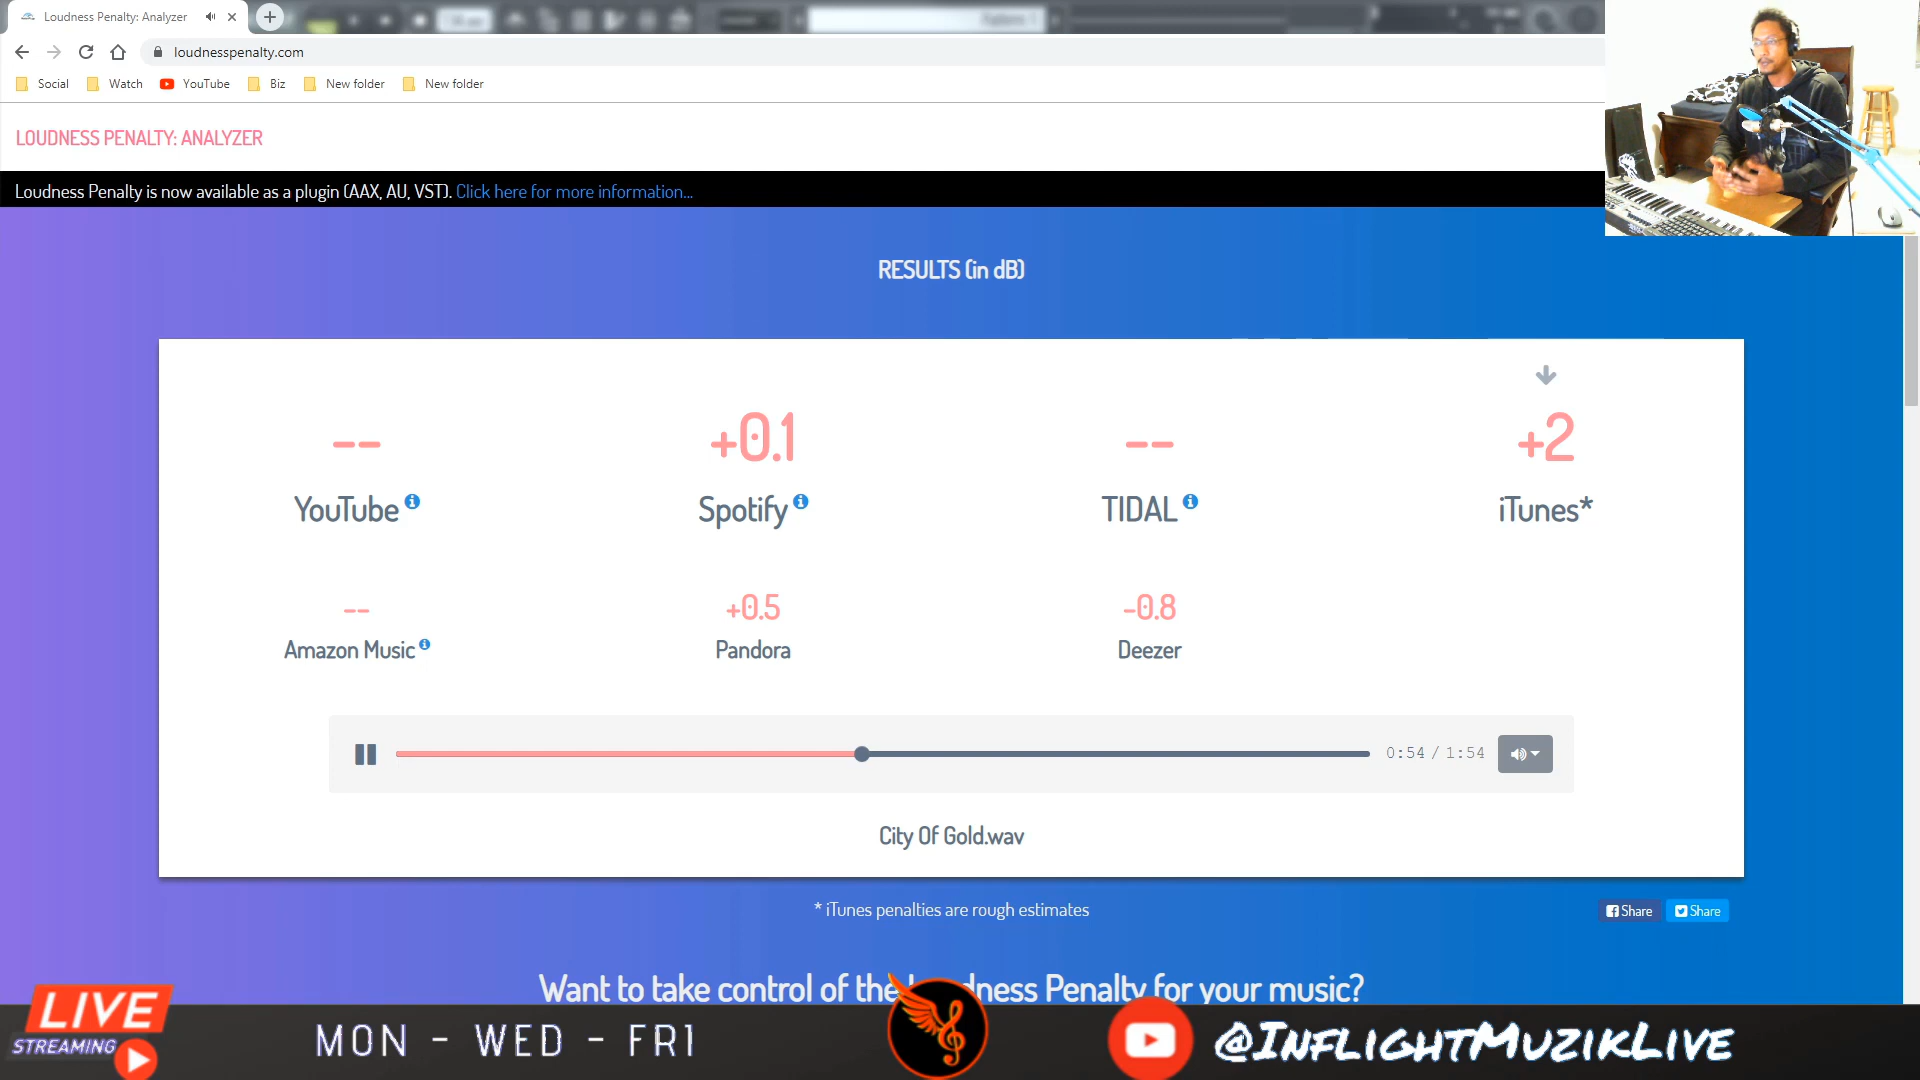 Loudness Penalty: Analyzer
loudnesspenalty.com
Social Watch YouTube Biz New folder New folder
LOUDNESS PENALTY: ANALYZER
Loudness Penalty is now available as a plugin (AAX, AU, VST). Click here for more information...
RESULTS (in dB)
-- +0.1 -- +2
YouTube Spotify TIDAL iTunes*
-- +0.5 -0.8
Amazon Music Pandora Deezer
0:54 / 1:54
City Of Gold.wav
* iTunes penalties are rough estimates
Share Share
Want to take control of the Penalty for your music?
LIVE
STREAMING
MON - WED - FRI
@INFLIGHTMUZIKLIVE